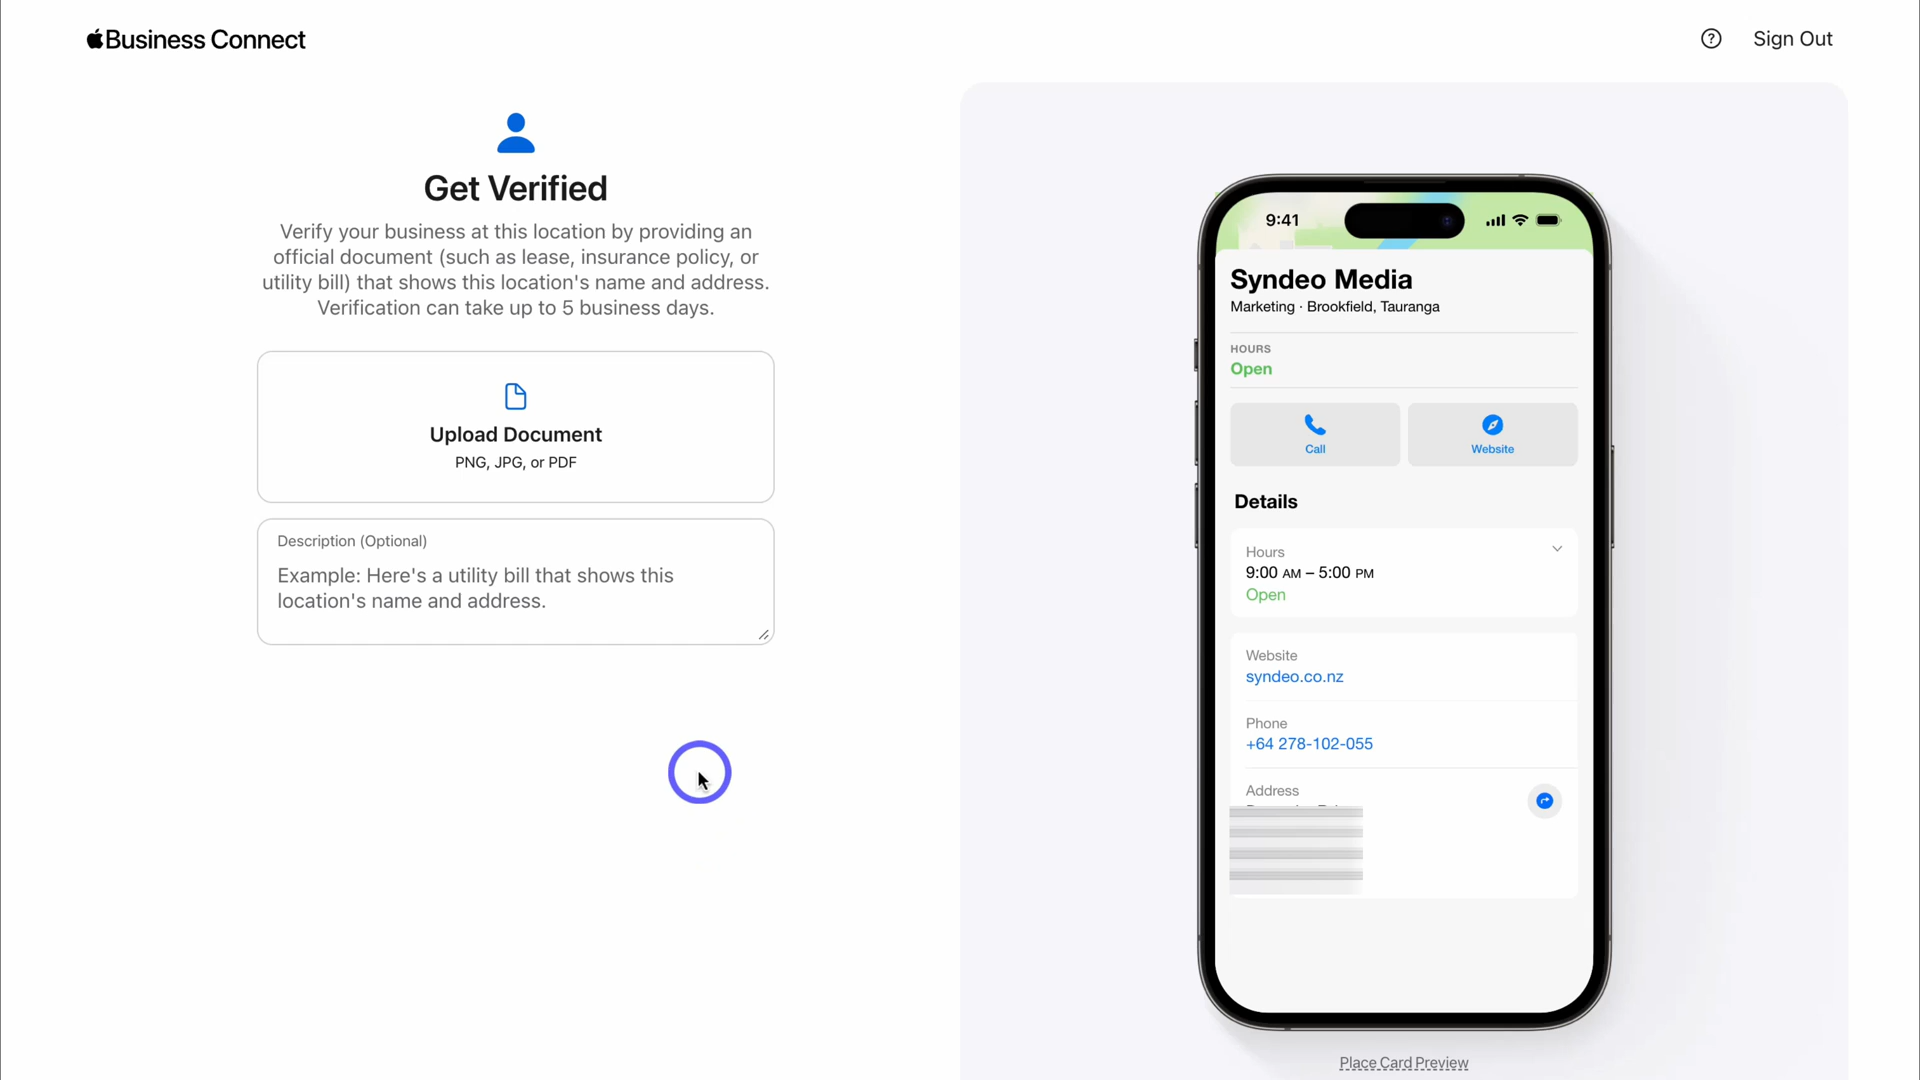 Business Connect
Sign Out
Get Verified
Verify your business at this location by providing an
official document (such as lease, insurance policy, or
utility bill) that shows this location's name and address.
Verification can take up to 5 business days.
Upload Document
PNG, JPG, or PDF
Description (Optional)
Example: Here's a utility bill that shows this
location's name and address.
9:41
Syndeo Media
Marketing · Brookfield, Tauranga
HOURS
Open
Call
Website
Details
Hours
9:00 AM – 5:00 PM
Open
Website
syndeo.co.nz
Phone
+64 278-102-055
Address
Place Card Preview